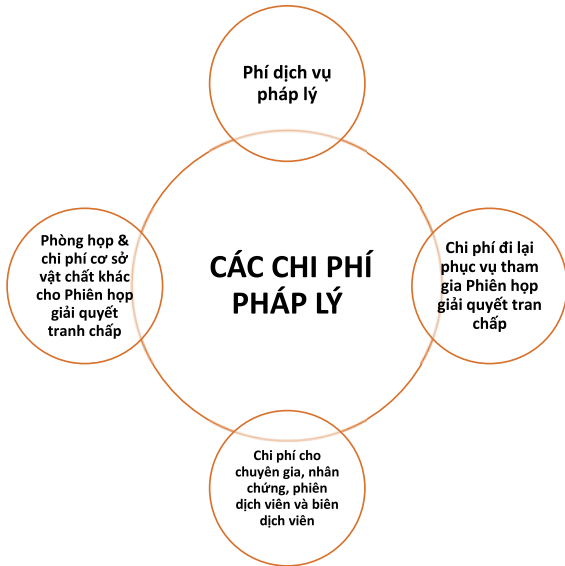 Phí dịch vụ
pháp lý
Phòng họp &
chi phí cơ sở
vật chất khác
cho Phiên họp
giải quyết
tranh chấp
CÁC CHI PHÍ
PHÁP LÝ
Chi phí đi lại
phục vụ tham
gia Phiên họp
giải quyết tran
chấp
Chi phí cho
chuyên gia, nhân
chứng, phiên
dịch viên và biên
dịch viên